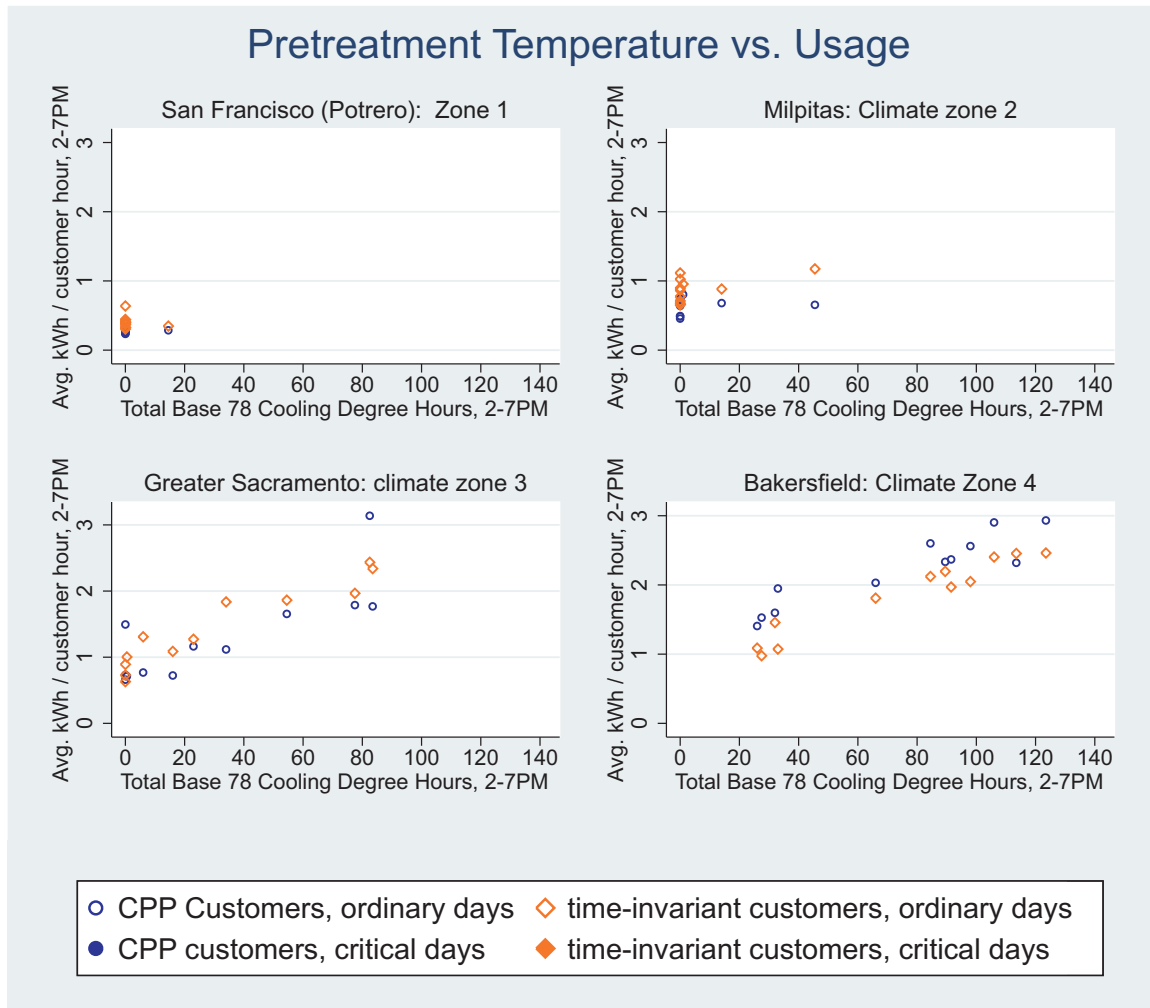 Pretreatment Temperature vs. Usage
San Francisco (Potrero): Zone 1
Avg. kWh / customer hour, 2-7PM
3
2
1
0
0 20 40 60 80 100 120 140
Total Base 78 Cooling Degree Hours, 2-7PM
Milpitas: Climate zone 2
Avg. kWh / customer hour, 2-7PM
3
2
1
0
0 20 40 60 80 100 120 140
Total Base 78 Cooling Degree Hours, 2-7PM
Greater Sacramento: climate zone 3
Avg. kWh / customer hour, 2-7PM
3
2
1
0
0 20 40 60 80 100 120 140
Total Base 78 Cooling Degree Hours, 2-7PM
Bakersfield: Climate Zone 4
Avg. kWh / customer hour, 2-7PM
3
2
1
0
0 20 40 60 80 100 120 140
Total Base 78 Cooling Degree Hours, 2-7PM
CPP Customers, ordinary days
time-invariant customers, ordinary days
CPP customers, critical days
time-invariant customers, critical days